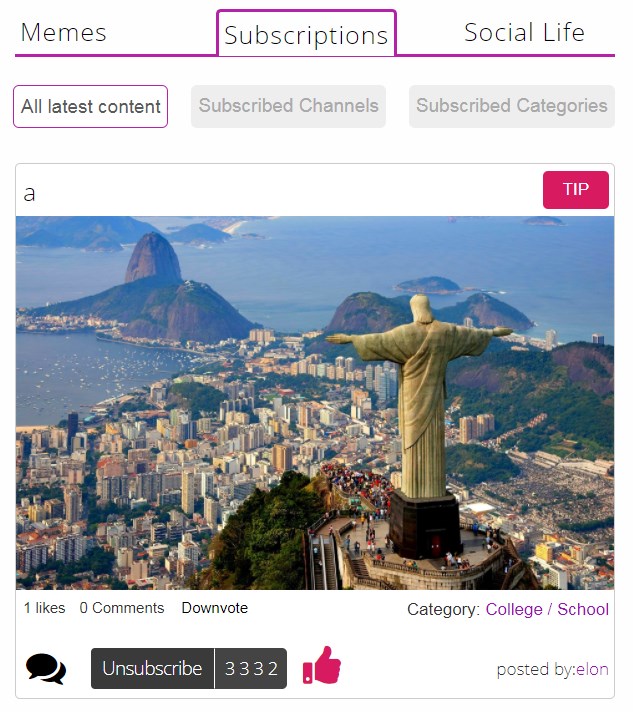 Memes Subscriptions Social Life
All latest content Subscribed Channels Subscribed Categories
a TIP
1 likes 0 Comments Downvote Category: College / School
Unsubscribe 3332 posted by:elon